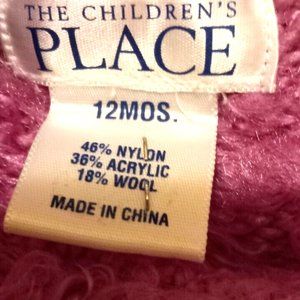 THE CHILDREN'S
PLACE
12MOS.
46% NYLON
36% ACRYLIC
18% WOOL
MADE IN CHINA